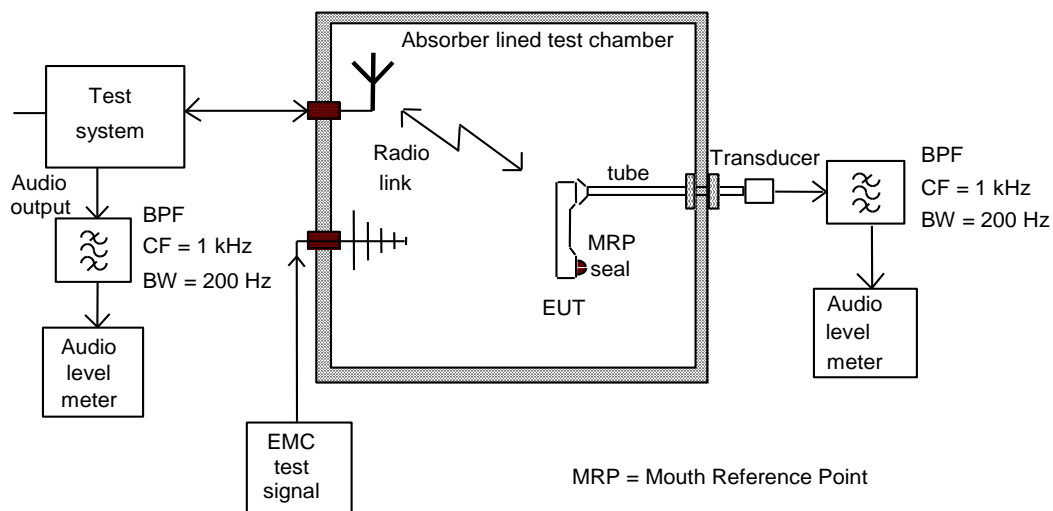 Absorber lined test chamber
Test
system
Radio
link
Audio
output
BPF
CF = 1 kHz
BW = 200 Hz
Audio
level
meter
EMC
test
signal
tube
Transducer
MRP
seal
EUT
BPF
CF = 1 kHz
BW = 200 Hz
Audio
level
meter
MRP = Mouth Reference Point